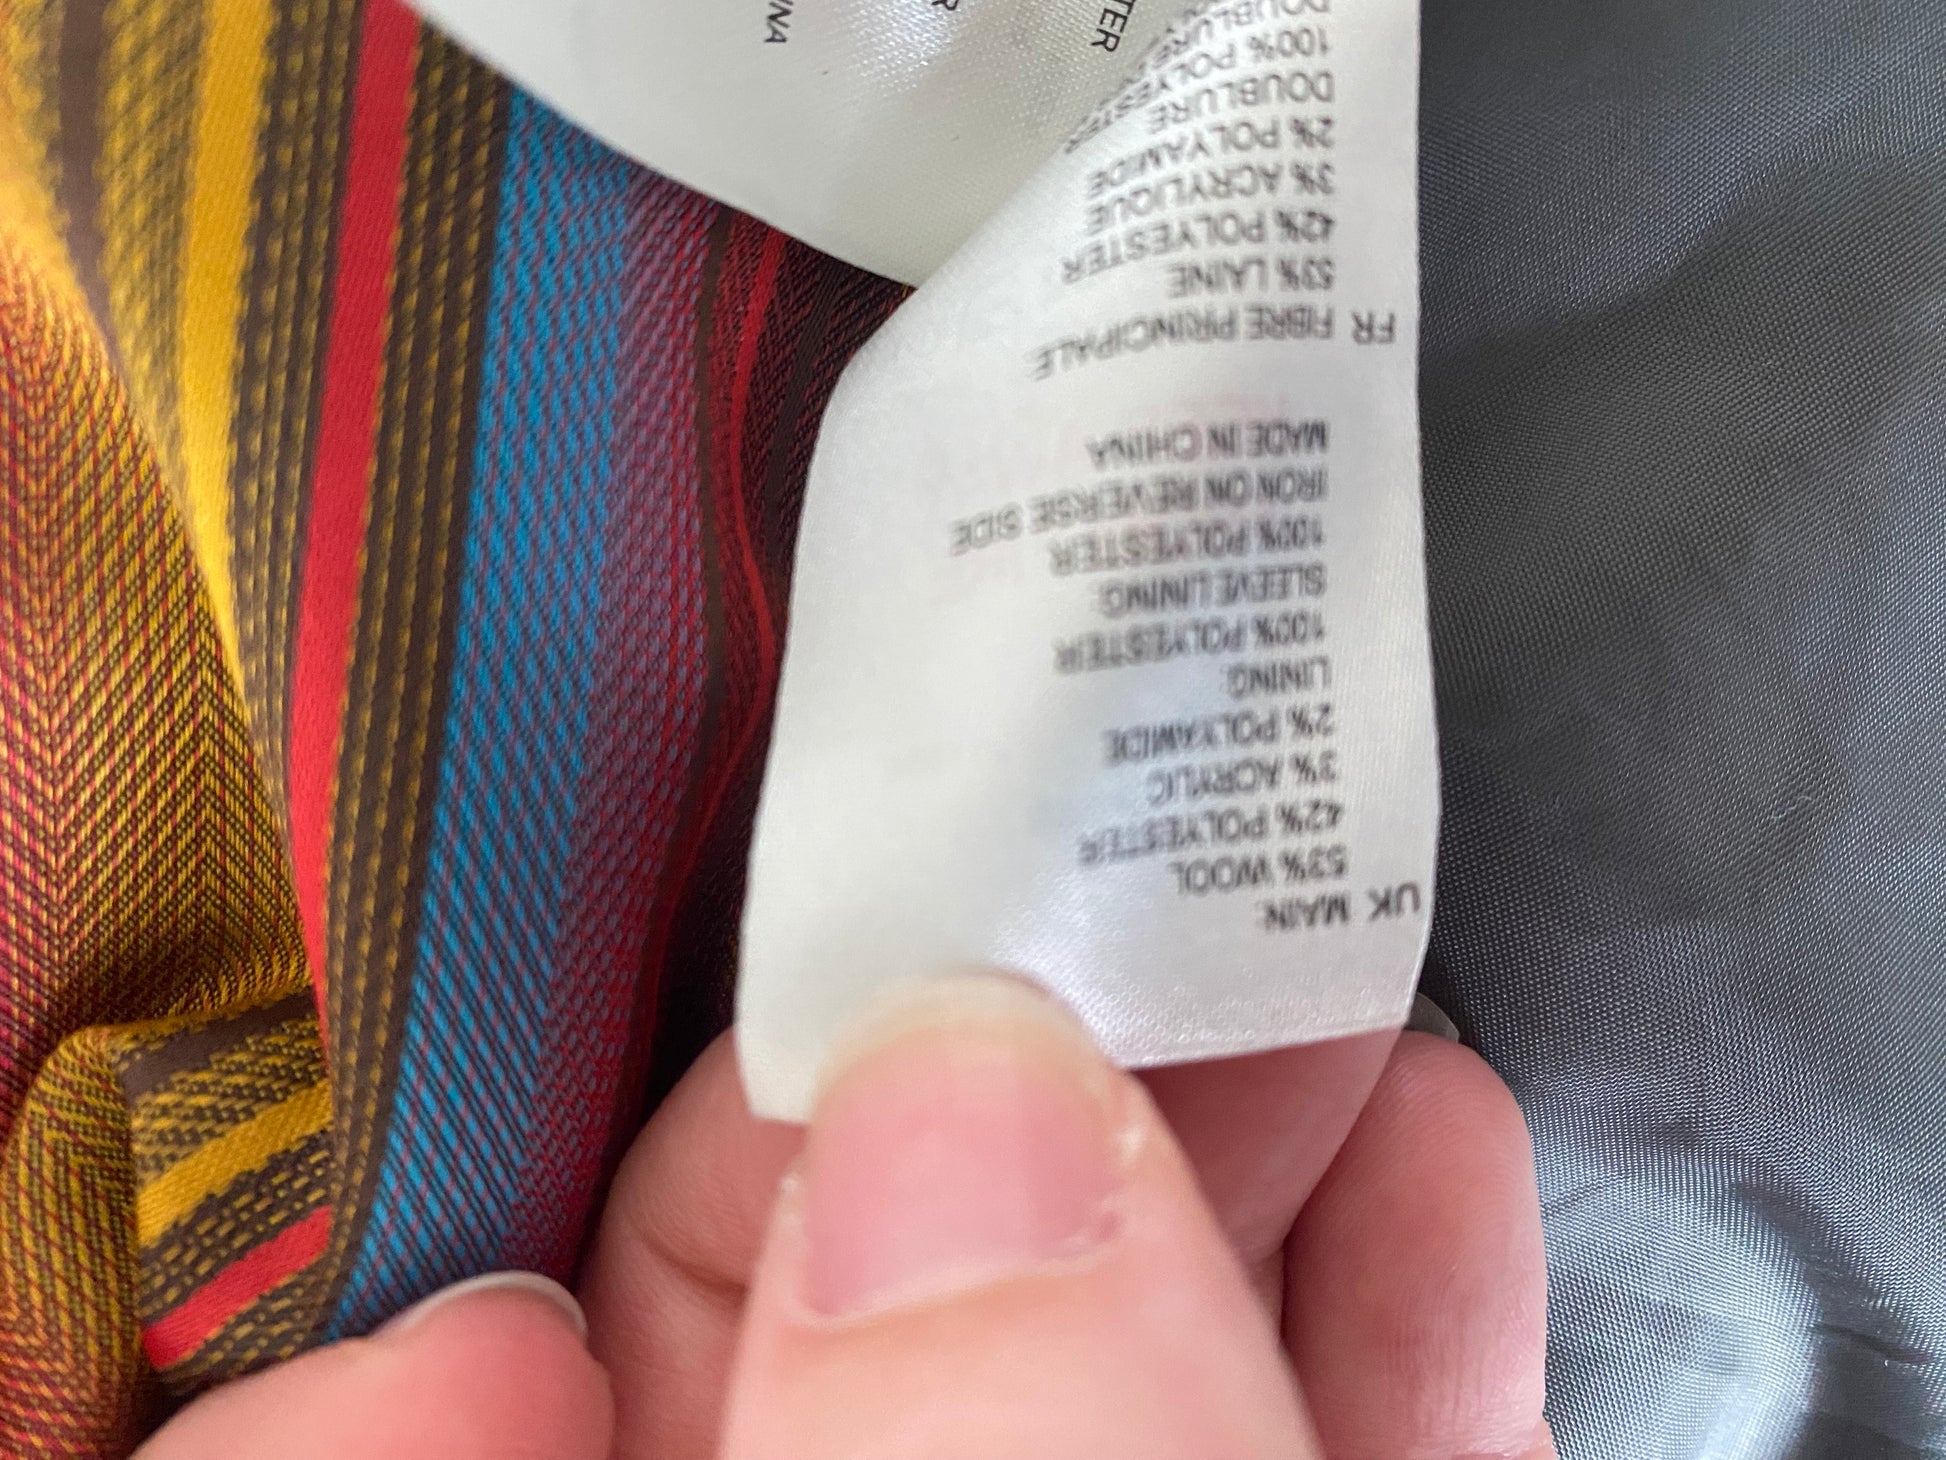 UK MAIN:
53% WOOL
42% POLYESTER
3% ACRYLIC
2% POLYAMIDE
LINING:
100% POLYESTER
SLEEVE LINING:
100% POLYESTER
IRON ON REVERSE SIDE
MADE IN CHINA
FR FIBRE PRINCIPALE
53% LAINE
42% POLYESTER
3% ACRYLIQUE
2% POLYAMIDE
DOUBLURE
100% POLYESTER
DOUBLURE